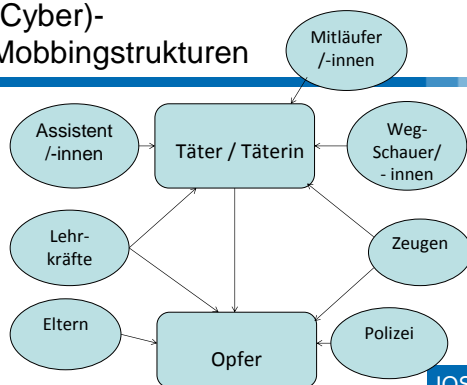 Cyber)-
Mobbingstrukturen
Mitläufer
/-innen
Assistent
/-innen
Täter / Täterin
Weg-
Schauer/
- innen
Lehr-
kräfte
Zeugen
Eltern
Opfer
Polizei